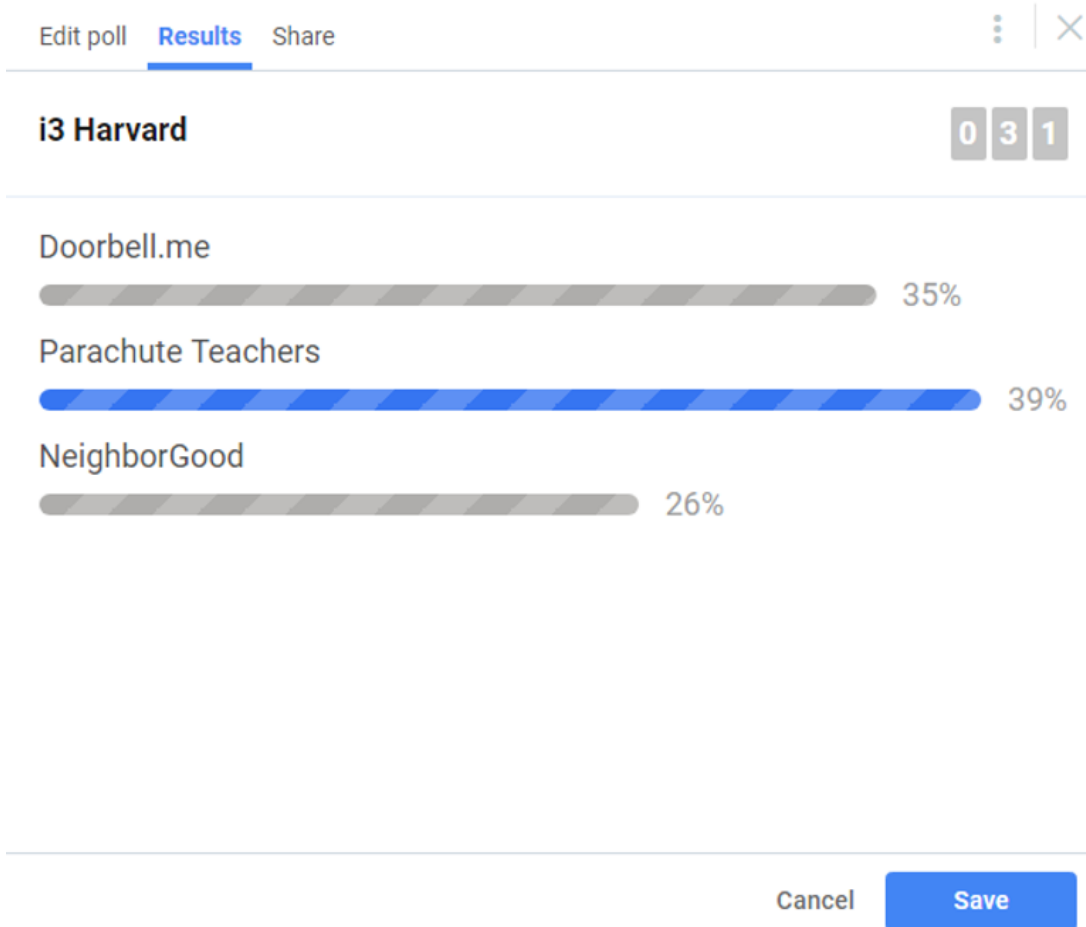 Edit poll Results Share
i3 Harvard 0 3 1
Doorbell.me
35%
Parachute Teachers
39%
NeighborGood
26%
Cancel Save